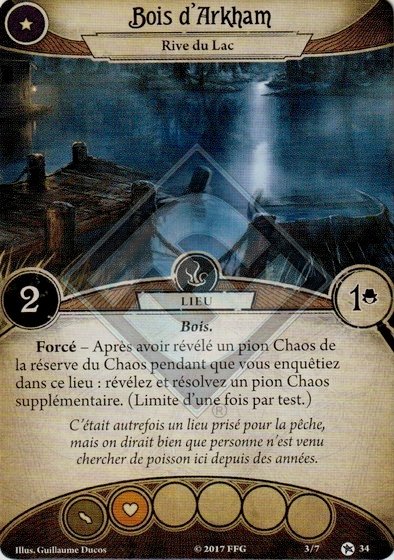 Bois d'Arkham
Rive du Lac
2
LIEU
1
Bois.
Forcé – Après avoir révélé un pion Chaos de
la réserve du Chaos pendant que vous enquêtiez
dans ce lieu : révélez et résolvez un pion Chaos
supplémentaire. (Limite d'une fois par test.)
C'était autrefois un lieu prisé pour la pêche,
mais on dirait bien que personne n'est venu
chercher de poisson ici depuis des années.
Illus. Guillaume Ducos
© 2017 FFG
3/7
34